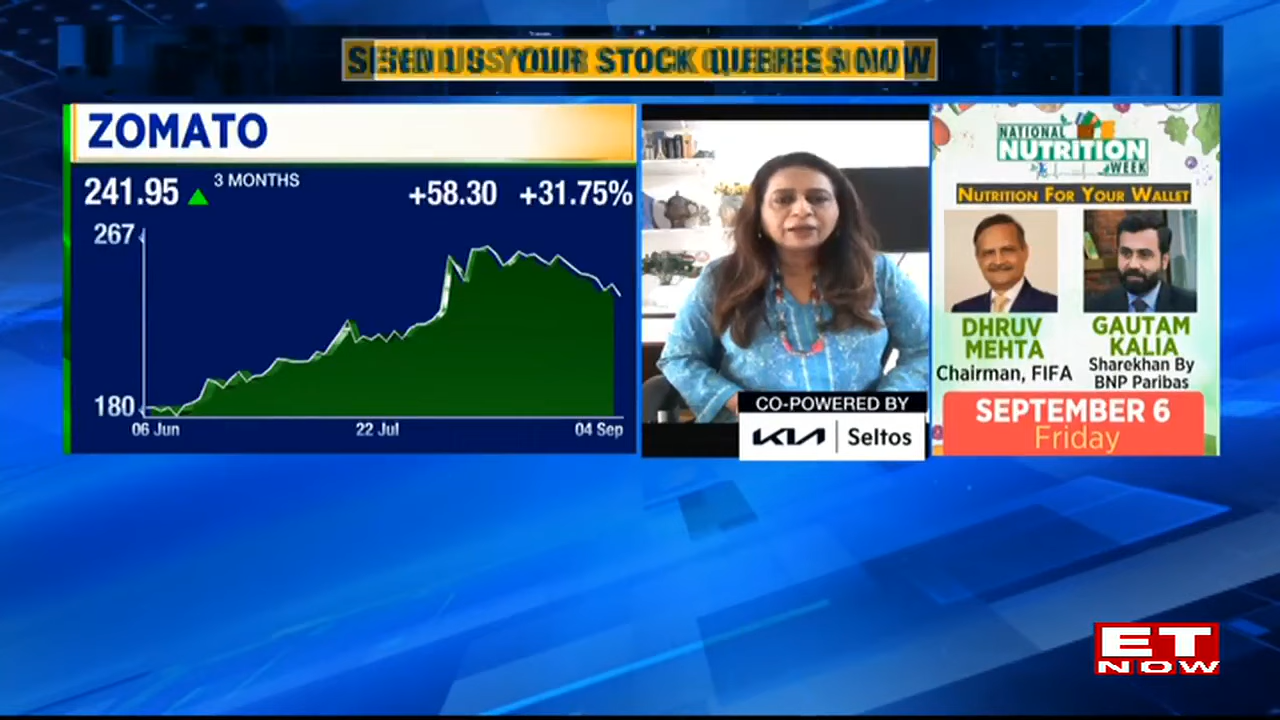 SEND US YOUR STOCK QUERIES NOW
ZOMATO
241.95 ▲ 3 MONTHS +58.30 +31.75%
267
180
06 Jun 22 Jul 04 Sep
CO-POWERED BY
KIA | Seltos
NATIONAL
NUTRITION
WEEK
NUTRITION FOR YOUR WALLET
DHRUV
MEHTA
Chairman, FIFA
GAUTAM
KALIA
Sharekhan By
BNP Paribas
SEPTEMBER 6
Friday
ET
NOW